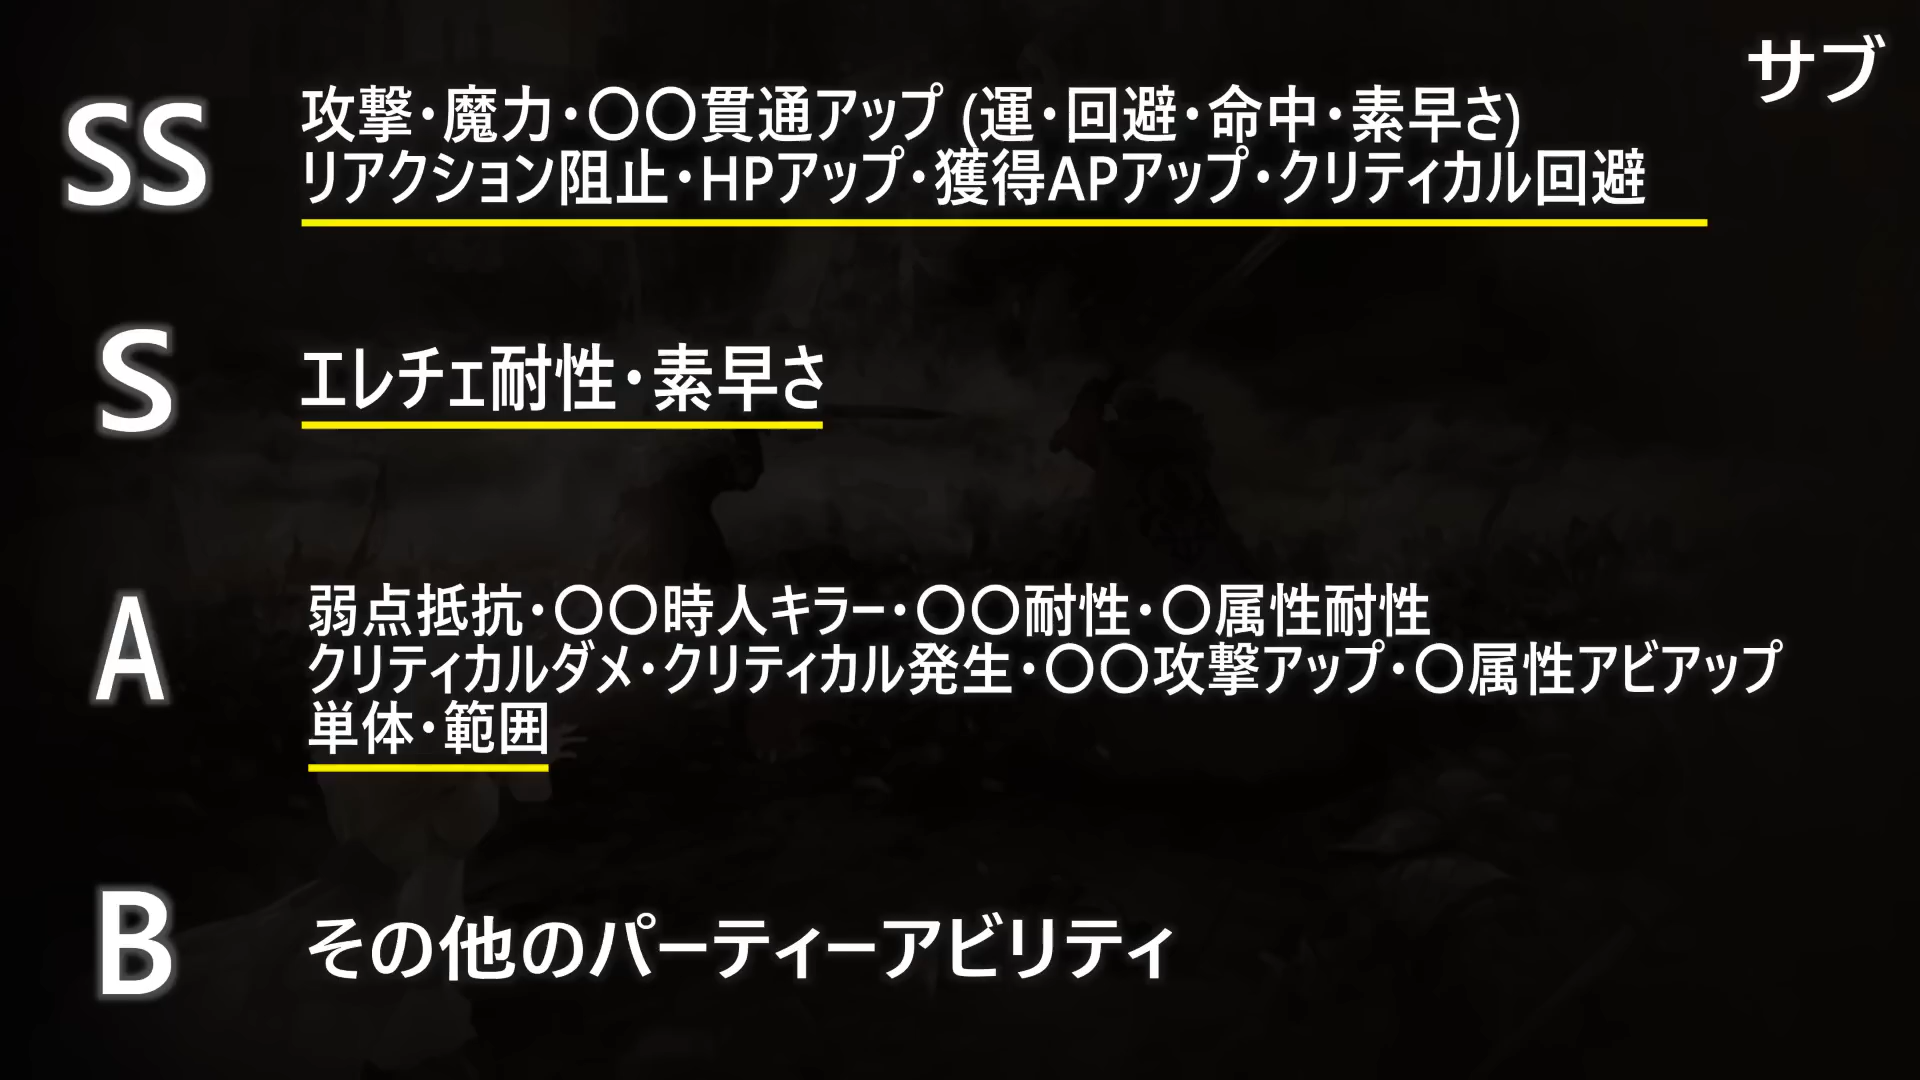 サブ
SS
攻撃・魔力・〇〇貫通アップ (運・回避・命中・素早さ)
リアクション阻止・HPアップ・獲得APアップ・クリティカル回避
S
エレチェ耐性・素早さ
A
弱点抵抗・〇〇時人キラー・〇〇耐性・〇属性耐性
クリティカルダメ・クリティカル発生・〇〇攻撃アップ・〇属性アビアップ
単体・範囲
B
その他のパーティーアビリティ